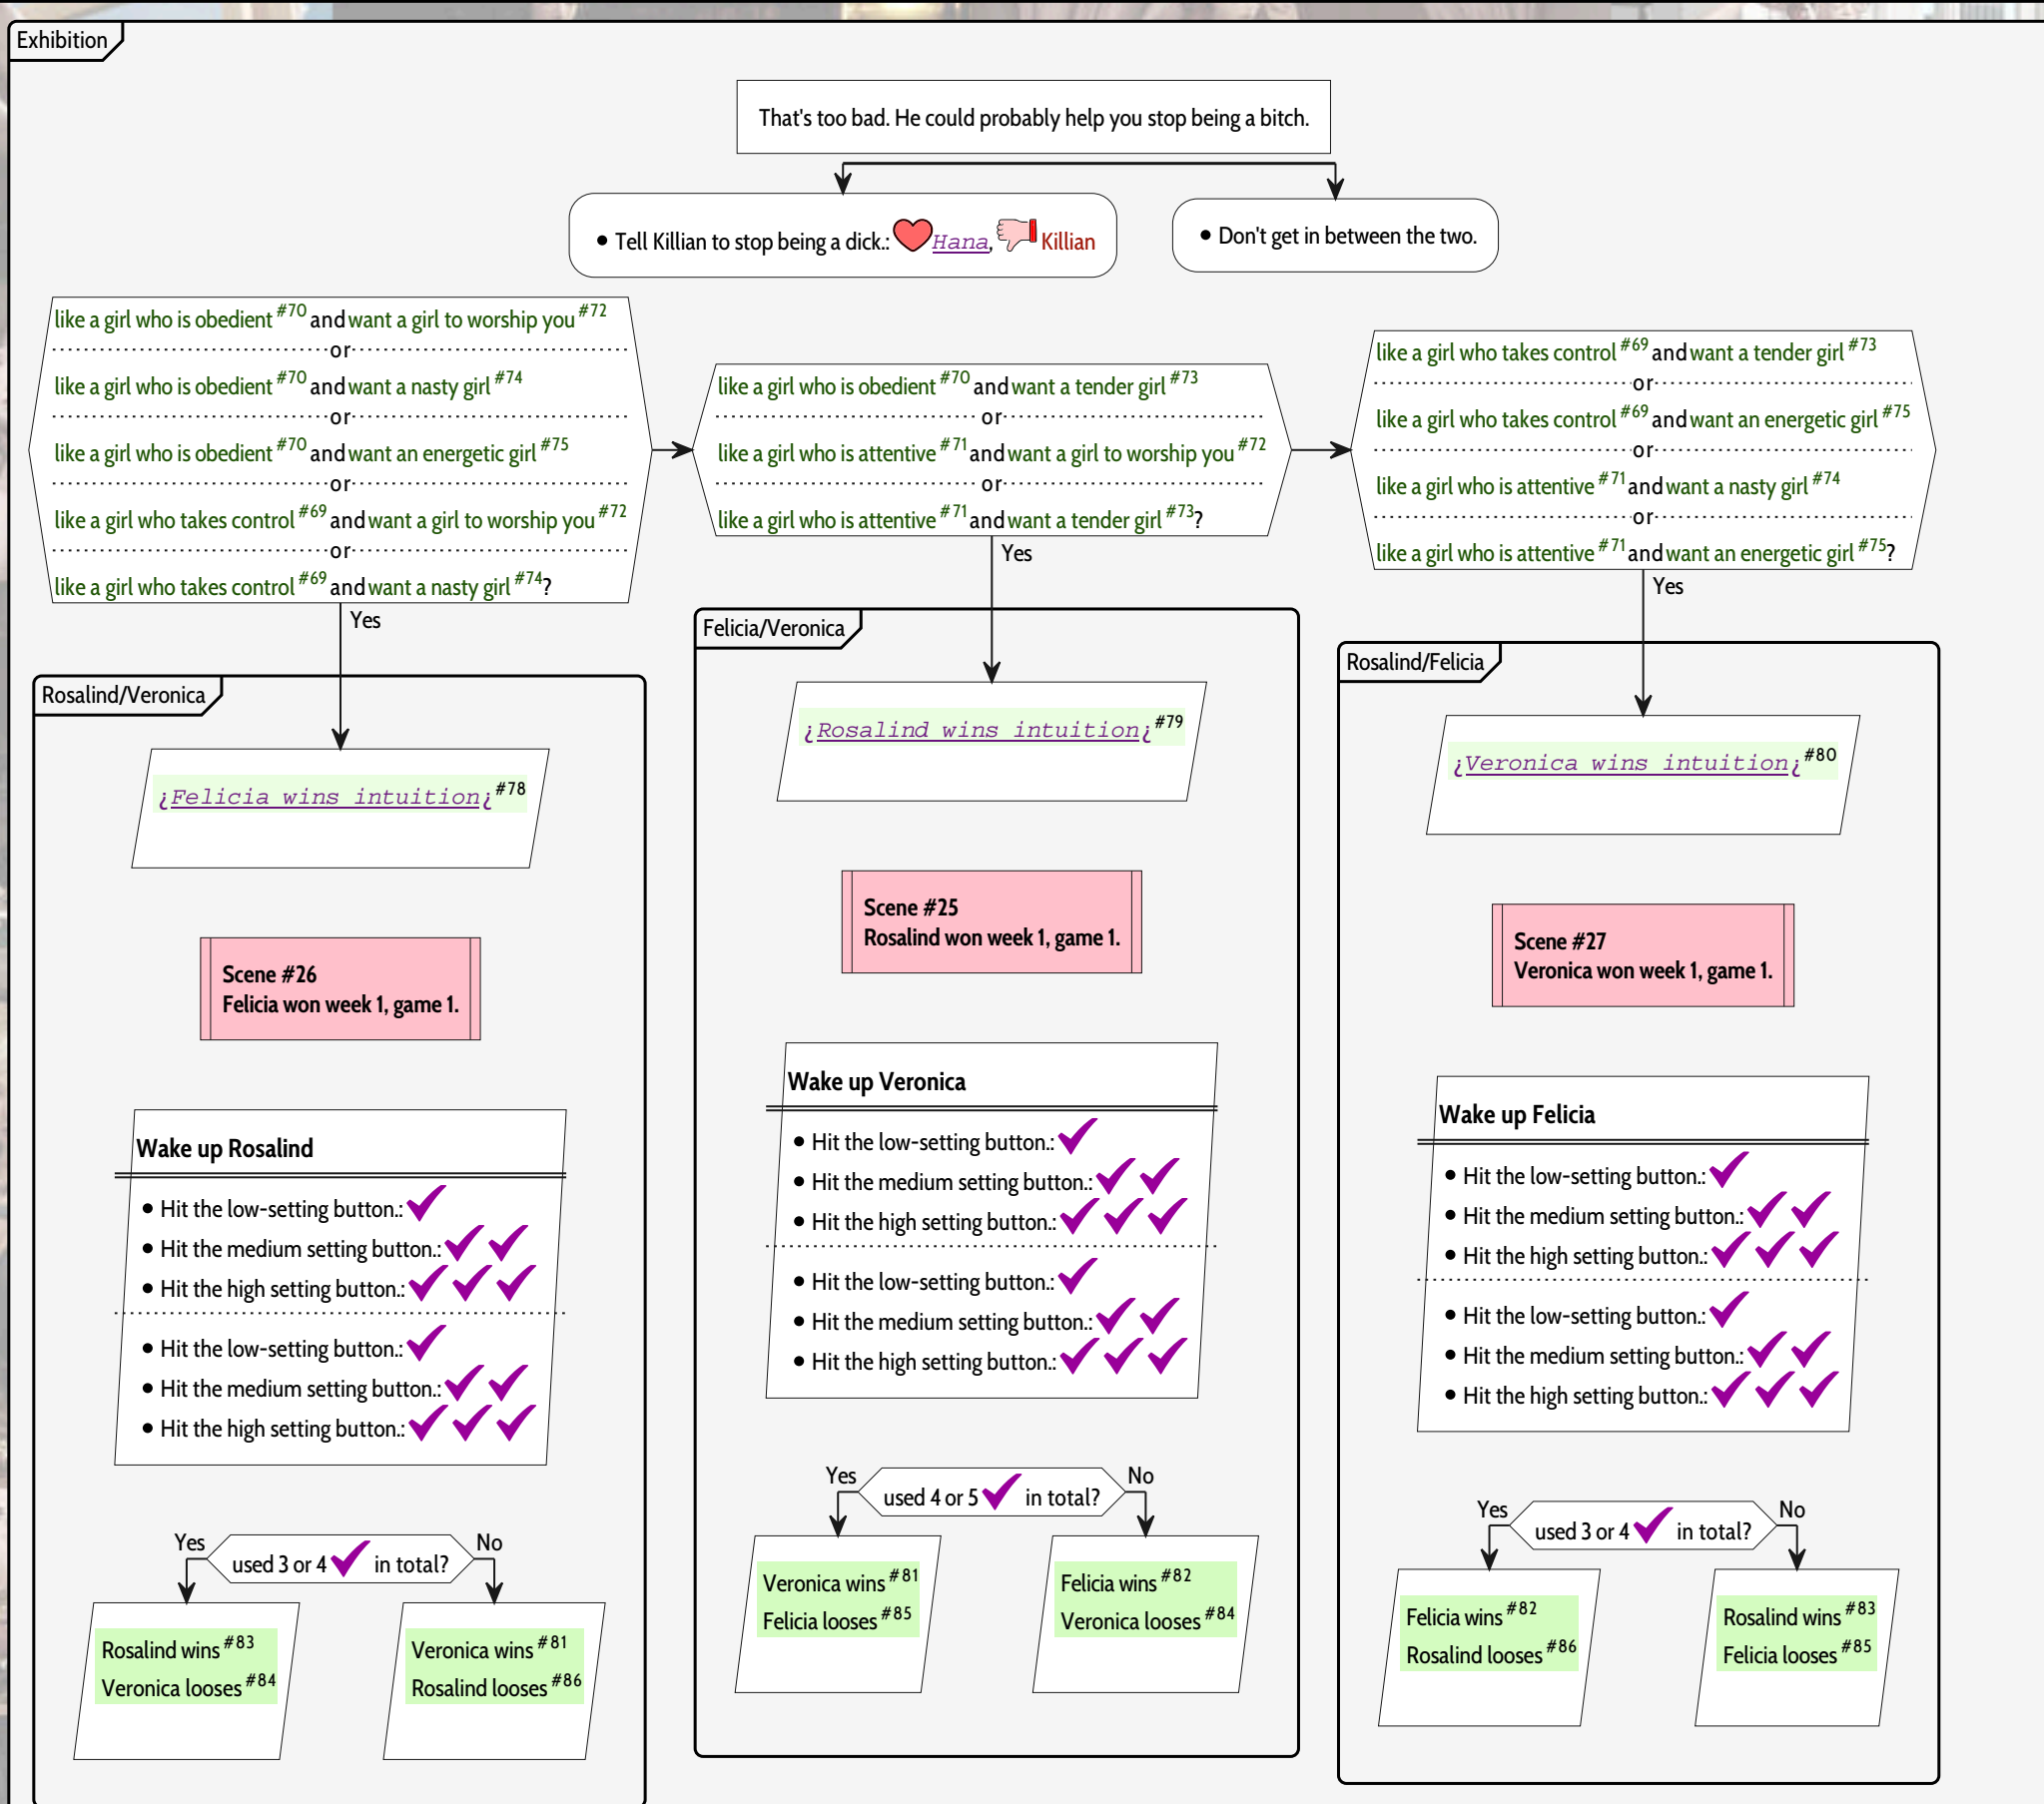 Exhibition
That's too bad. He could probably help you stop being a bitch.
• Tell Killian to stop being a dick.: Hana, Killian
• Don't get in between the two.
like a girl who is obedient #70 and want a girl to worship you #72
or
like a girl who is obedient #70 and want a nasty girl #74
or
like a girl who is obedient #70 and want an energetic girl #75
or
like a girl who takes control #69 and want a girl to worship you #72
or
like a girl who takes control #69 and want a nasty girl #74?
Yes
like a girl who is obedient #70 and want a tender girl #73
or
like a girl who is attentive #71 and want a girl to worship you #72
or
like a girl who is attentive #71 and want a tender girl #73?
Yes
like a girl who takes control #69 and want a tender girl #73
or
like a girl who takes control #69 and want an energetic girl #75
or
like a girl who is attentive #71 and want a nasty girl #74
or
like a girl who is attentive #71 and want an energetic girl #75?
Yes
Rosalind/Veronica
¿Felicia wins intuition¿ #78
Scene #26
Felicia won week 1, game 1.
Wake up Rosalind
• Hit the low-setting button.:
• Hit the medium setting button.:
• Hit the high setting button.:
• Hit the low-setting button.:
• Hit the medium setting button.:
• Hit the high setting button.:
Yes
used 3 or 4 in total?
No
Rosalind wins #83
Veronica looses #84
Veronica wins #81
Rosalind looses #86
Felicia/Veronica
¿Rosalind wins intuition¿ #79
Scene #25
Rosalind won week 1, game 1.
Wake up Veronica
• Hit the low-setting button.:
• Hit the medium setting button.:
• Hit the high setting button.:
• Hit the low-setting button.:
• Hit the medium setting button.:
• Hit the high setting button.:
Yes
used 4 or 5 in total?
No
Veronica wins #81
Felicia looses #85
Felicia wins #82
Veronica looses #84
Rosalind/Felicia
¿Veronica wins intuition¿ #80
Scene #27
Veronica won week 1, game 1.
Wake up Felicia
• Hit the low-setting button.:
• Hit the medium setting button.:
• Hit the high setting button.:
• Hit the low-setting button.:
• Hit the medium setting button.:
• Hit the high setting button.:
Yes
used 3 or 4 in total?
No
Felicia wins #82
Rosalind looses #86
Rosalind wins #83
Felicia looses #85